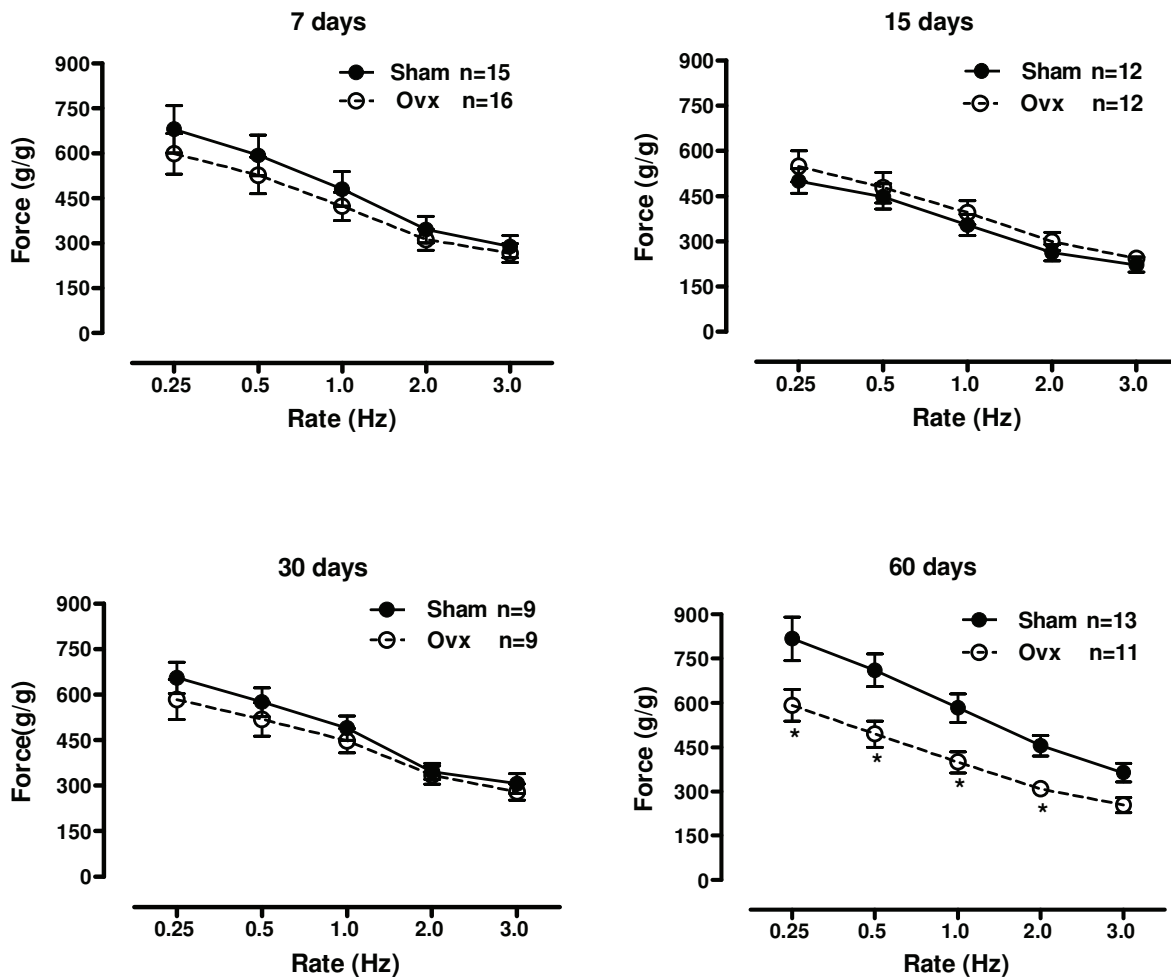 7 days
Sham n=15
Ovx n=16
Force (g/g)
900
750
600
450
300
150
0
0.25 0.5 1.0 2.0 3.0
Rate (Hz)
15 days
Sham n=12
Ovx n=12
Force (g/g)
900
750
600
450
300
150
0
0.25 0.5 1.0 2.0 3.0
Rate (Hz)
30 days
Sham n=9
Ovx n=9
Force(g/g)
900
750
600
450
300
150
0
0.25 0.5 1.0 2.0 3.0
Rate (Hz)
60 days
Sham n=13
Ovx n=11
Force (g/g)
900
750
600
450
300
150
0
* * * *
0.25 0.5 1.0 2.0 3.0
Rate (Hz)